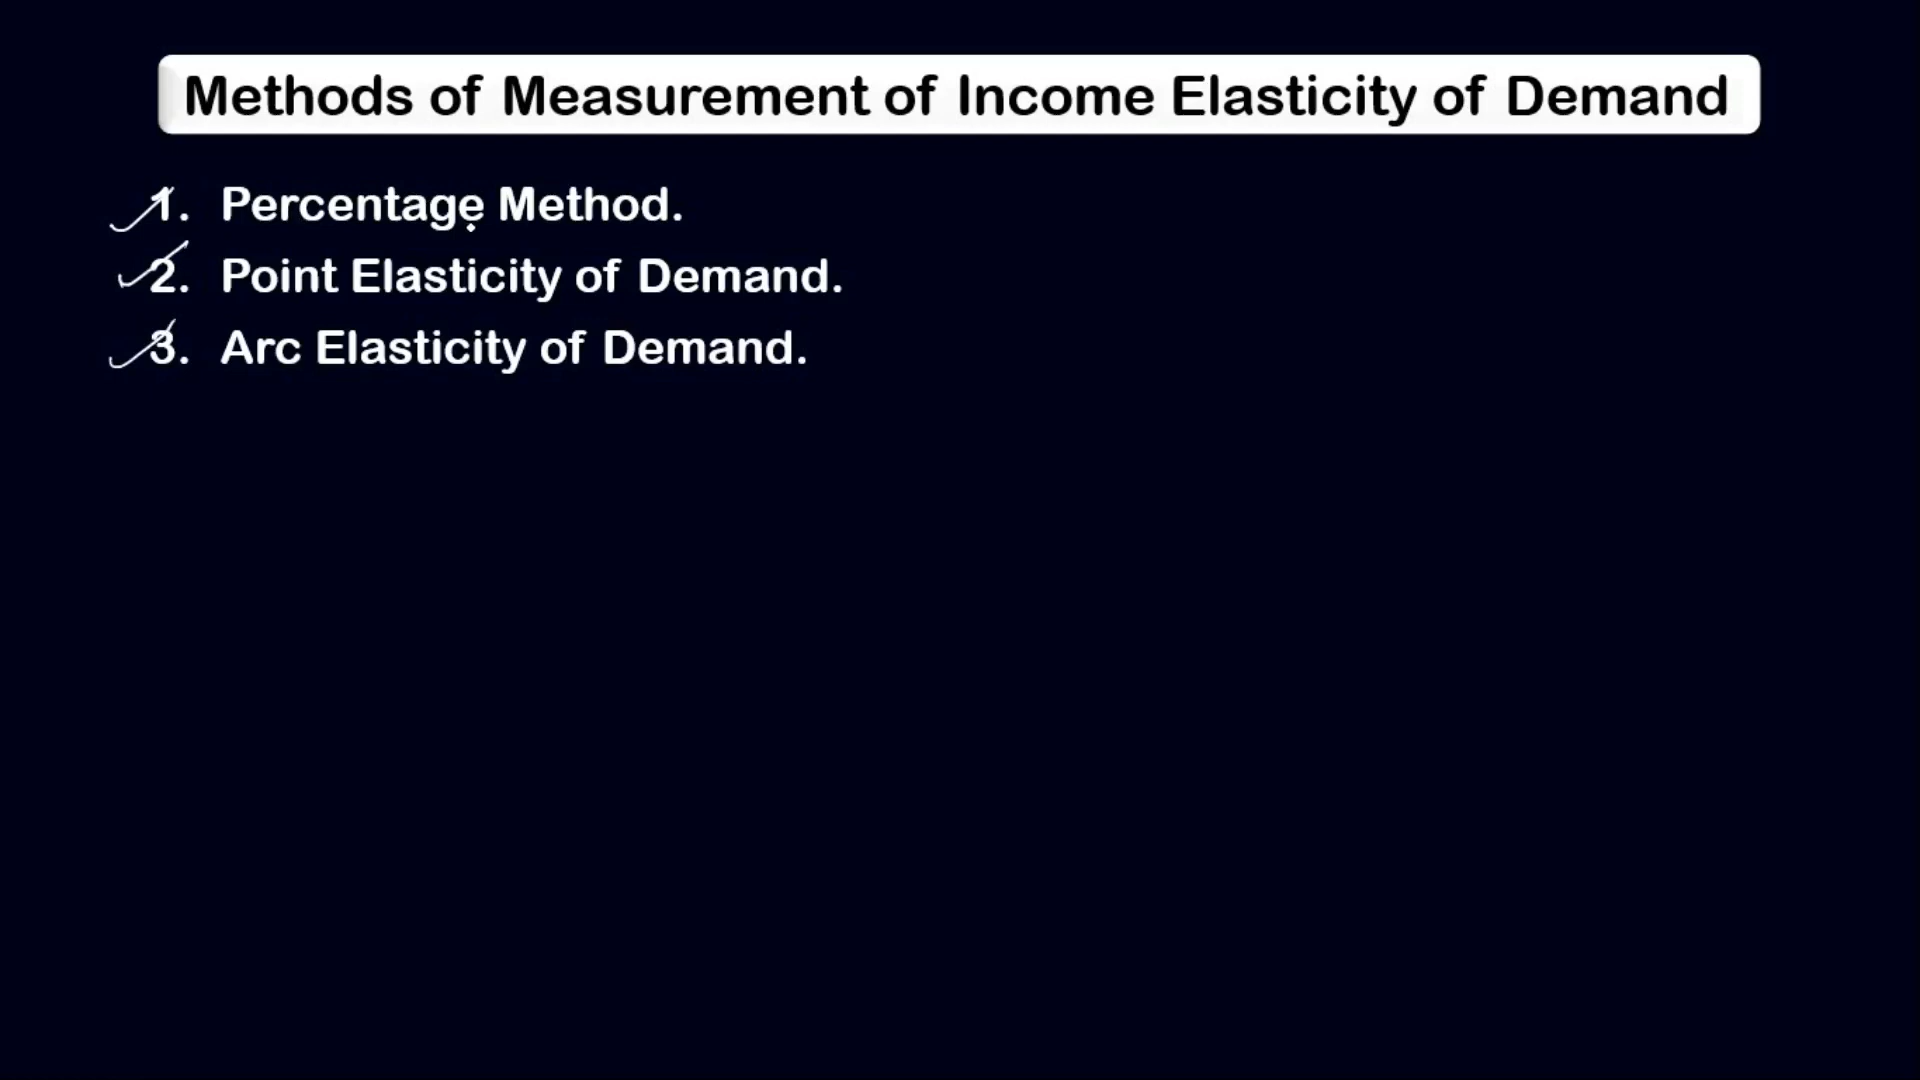 Methods of Measurement of Income Elasticity of Demand
1. Percentage Method.
2. Point Elasticity of Demand.
3. Arc Elasticity of Demand.